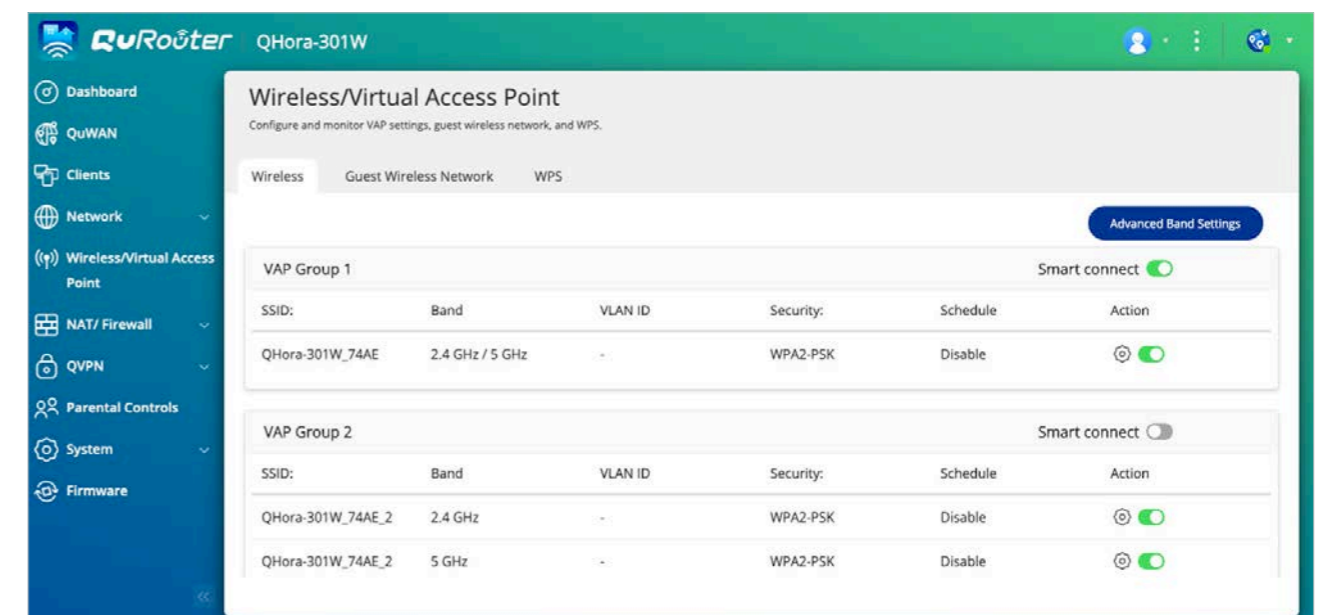 QuRouter QHora-301W
Dashboard
QuWAN
Clients
Network
Wireless/Virtual Access
Point
NAT/ Firewall
QVPN
Parental Controls
System
Firmware
Wireless/Virtual Access Point
Configure and monitor VAP settings, guest wireless network, and WPS.
Wireless Guest Wireless Network WPS
Advanced Band Settings
VAP Group 1 Smart connect
SSID: Band VLAN ID Security: Schedule Action
QHora-301W_74AE 2.4 GHz / 5 GHz - WPA2-PSK Disable
VAP Group 2 Smart connect
SSID: Band VLAN ID Security: Schedule Action
QHora-301W_74AE_2 2.4 GHz - WPA2-PSK Disable
QHora-301W_74AE_2 5 GHz - WPA2-PSK Disable